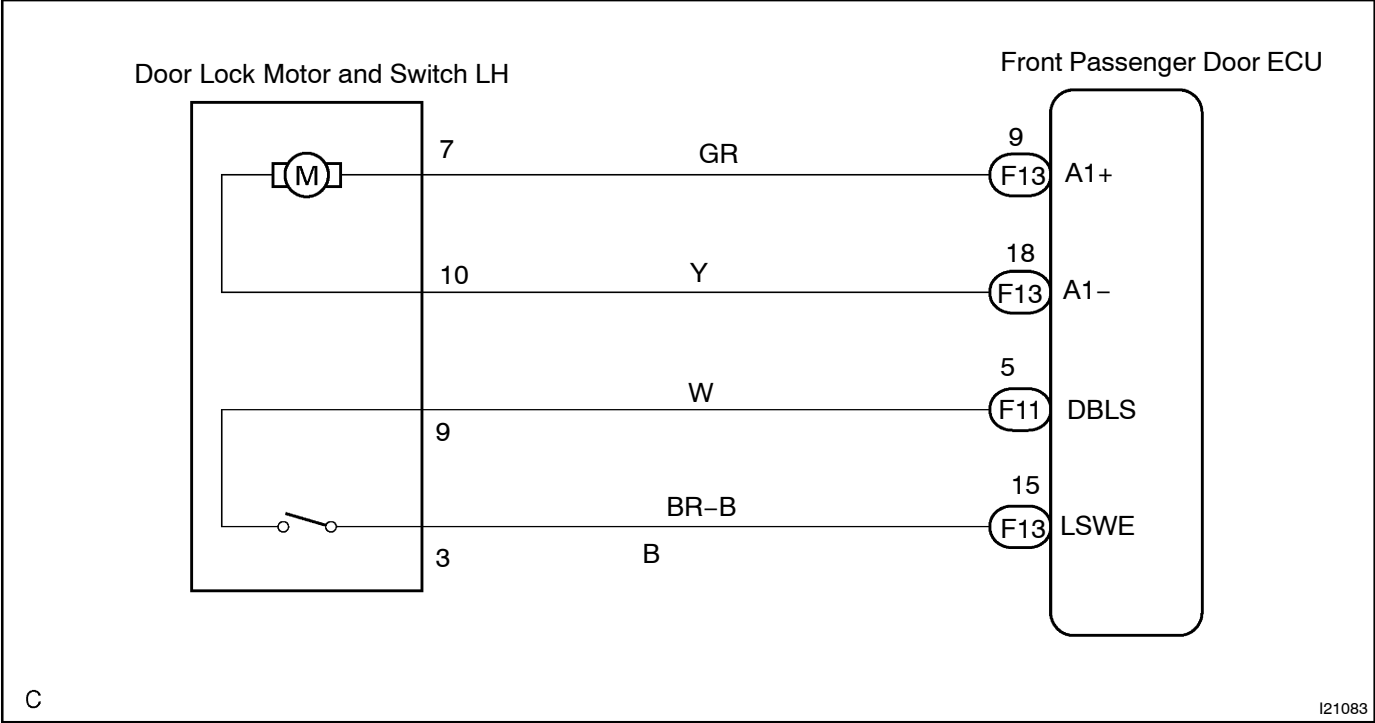 Door Lock Motor and Switch LH
Front Passenger Door ECU
M
7
GR
9
F13
A1+
10
Y
18
F13
A1−
9
W
5
F11
DBLS
3
BR−B
B
15
F13
LSWE
C
I21083